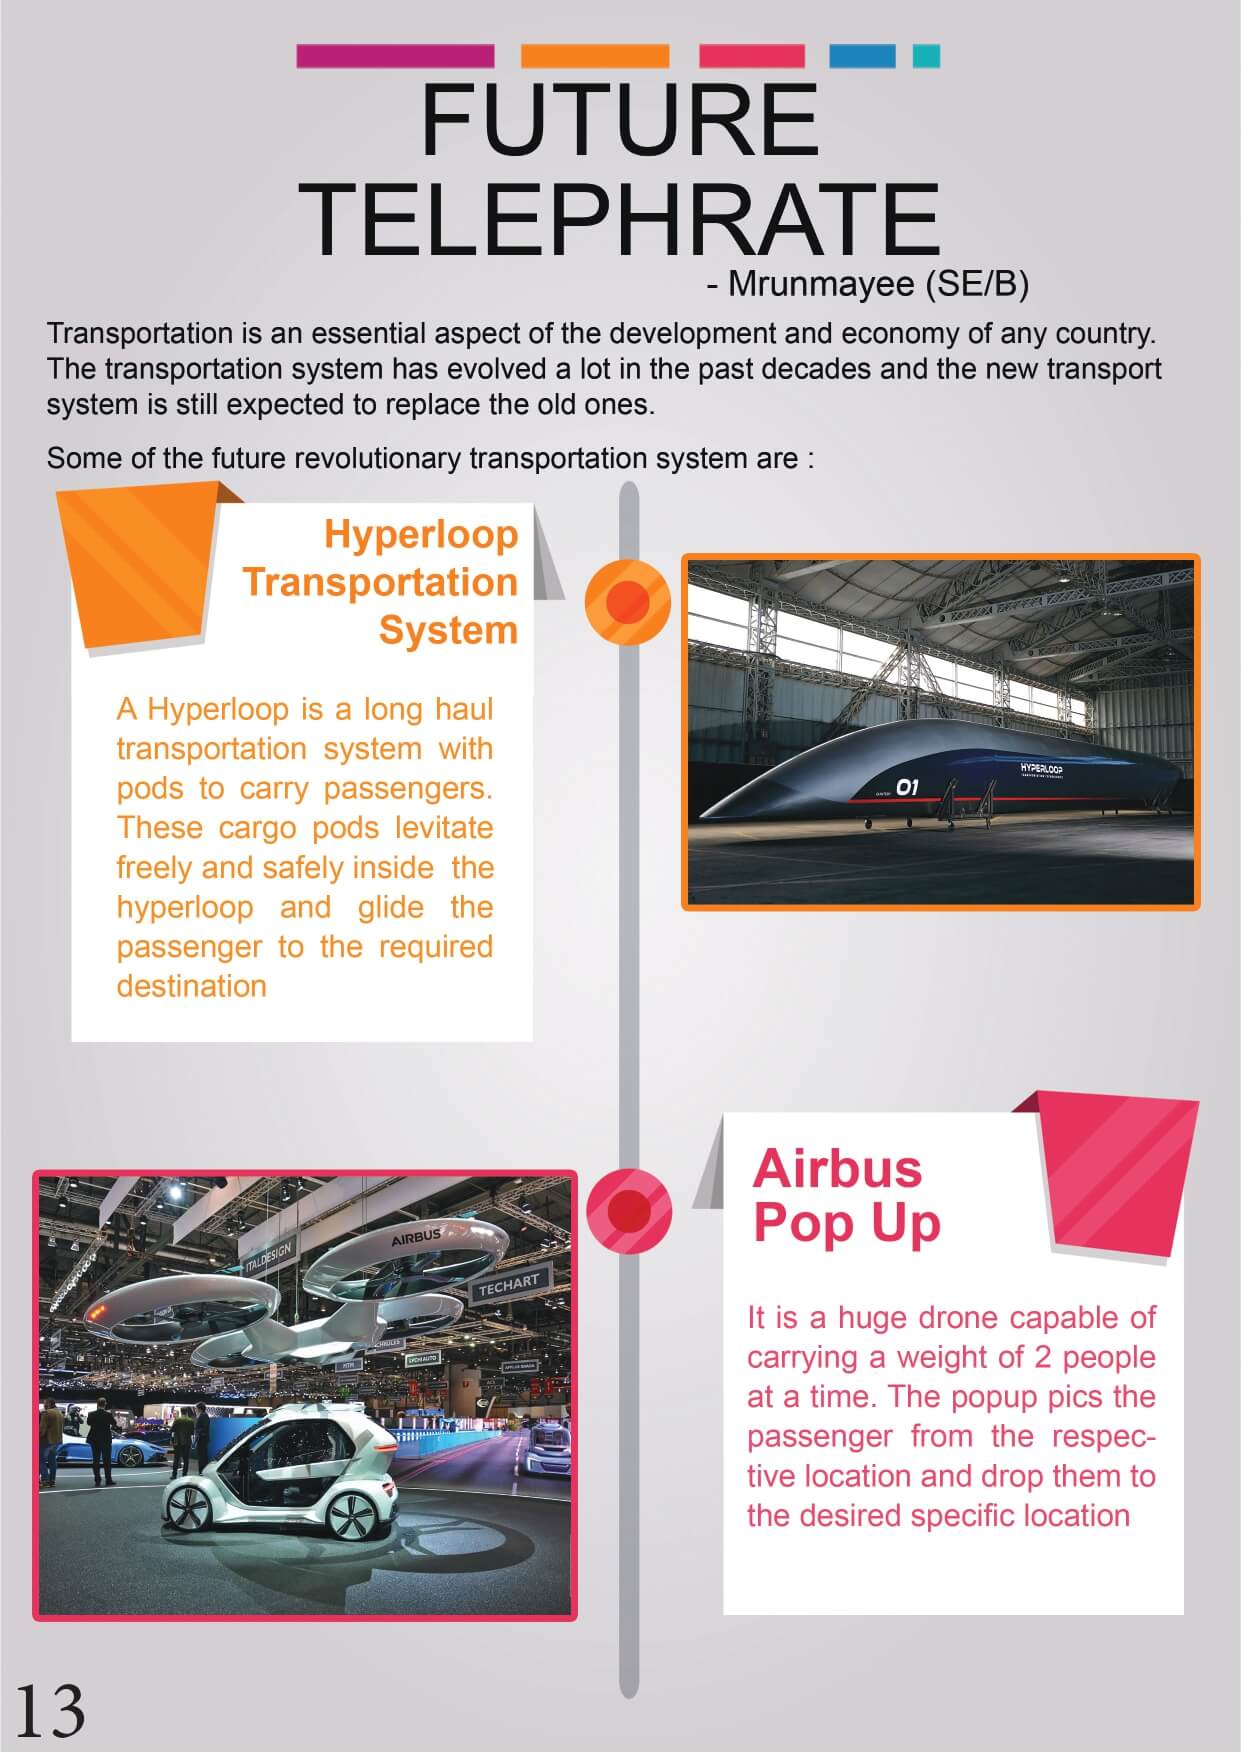 FUTURE
TELEPHRATE
- Mrunmayee (SE/B)
Transportation is an essential aspect of the development and economy of any country.
The transportation system has evolved a lot in the past decades and the new transport
system is still expected to replace the old ones.
Some of the future revolutionary transportation system are :
Hyperloop
Transportation
System
A Hyperloop is a long haul
transportation system with
pods to carry passengers.
These cargo pods levitate
freely and safely inside the
hyperloop and glide the
passenger to the required
destination
HYPERLOOP
01
Airbus
Pop Up
It is a huge drone capable of
carrying a weight of 2 people
at a time. The popup pics the
passenger from the respec-
tive location and drop them to
the desired specific location
AIRBUS
ITALDESIGN
TECHART
MTM
13